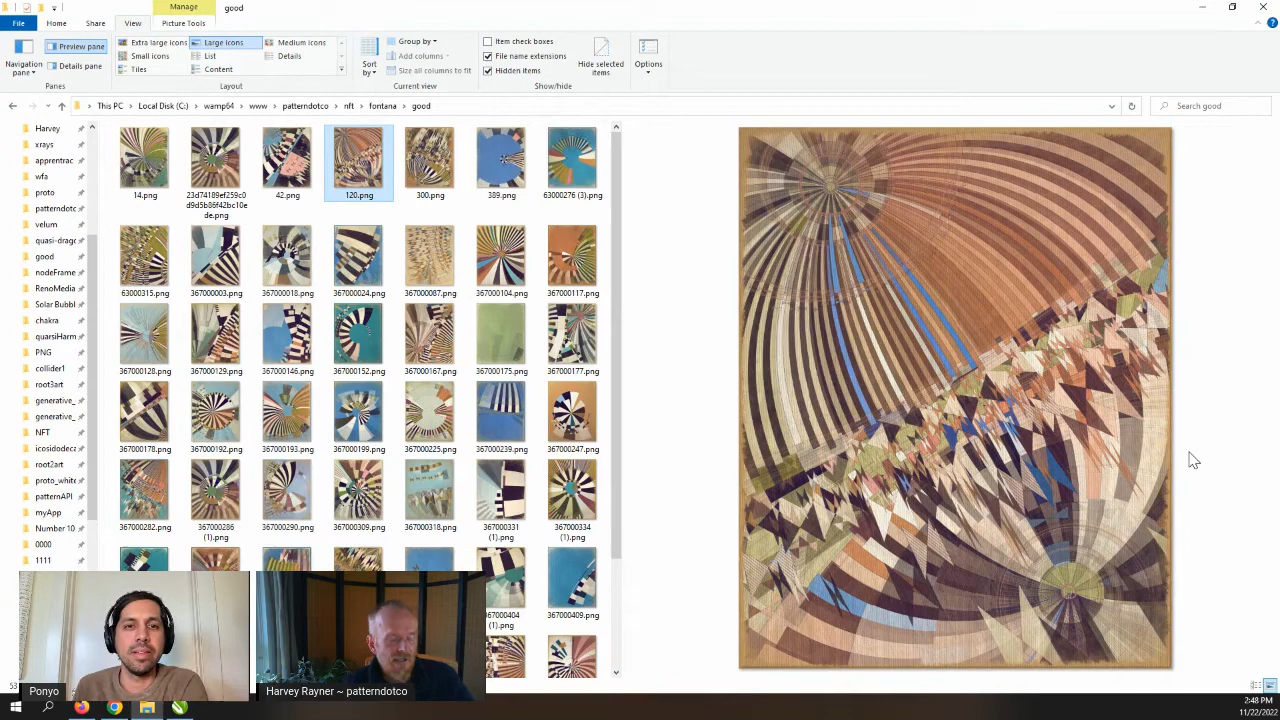 Manage
good
File
Home
Share
View
Picture Tools
Navigation pane
Preview pane
Details pane
Panes
Extra large icons
Large icons
Medium icons
Small icons
List
Details
Tiles
Content
Layout
Sort by
Group by
Add columns
Size all columns to fit
Current view
Item check boxes
File name extensions
Hidden items
Hide selected items
Show/hide
Options
This PC > Local Disk (C:) > wamp64 > www > patterndotco > nft > fontana > good
Search good
Harvey
xrays
apprentrac
wfa
proto
patterndotc
velum
quasi-drago
good
nodeFrame
RenoMedia
Solar Bubbl
chakra
quarsiHarm
PNG
collider1
root3art
generative_
generative_
NFT
icosidodeca
root2art
proto_white
patternAPI
myApp
Number 10
0000
1111
14.png
23d74189ef259c0
d9d5b86f42bc10e
de.png
42.png
120.png
300.png
389.png
63000276 (3).png
63000315.png
367000003.png
367000018.png
367000024.png
367000087.png
367000104.png
367000117.png
367000128.png
367000129.png
367000146.png
367000152.png
367000167.png
367000175.png
367000177.png
367000178.png
367000192.png
367000193.png
367000199.png
367000225.png
367000239.png
367000247.png
367000282.png
367000286 (1).png
367000290.png
367000309.png
367000318.png
367000331 (1).png
367000334 (1).png
367000404 (1).png
367000409.png
Ponyo
Harvey Rayner ~ patterndotco
53
2:48 PM
11/22/2022